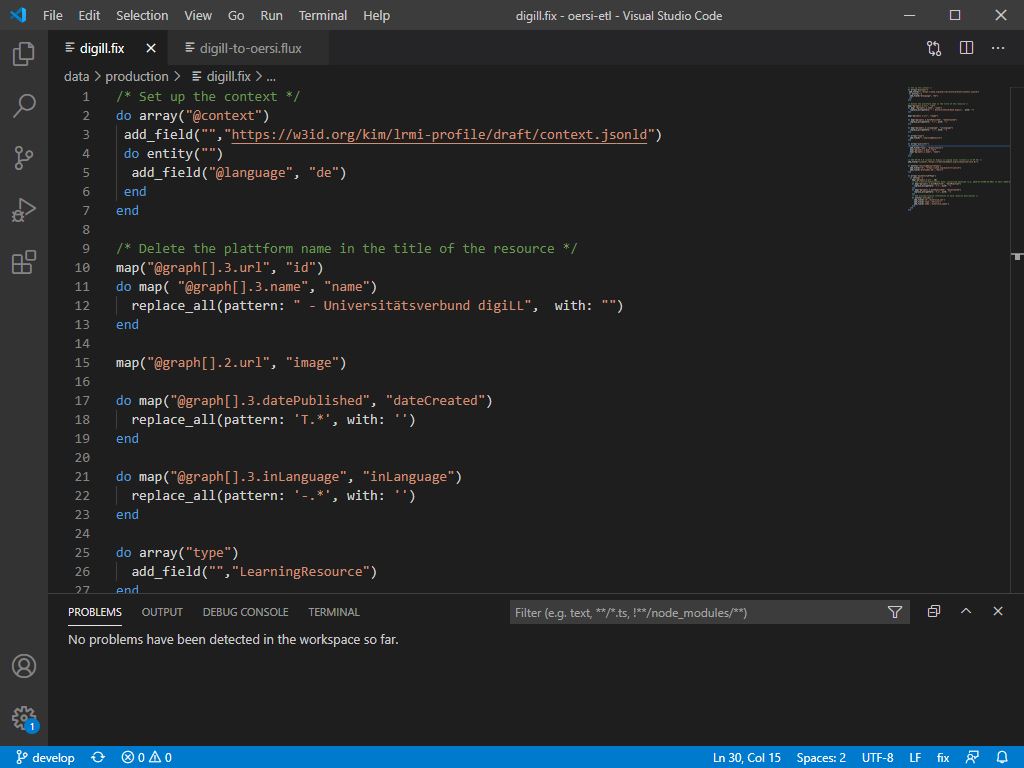 File Edit Selection View Go Run Terminal Help digill.fix - oersi-etl - Visual Studio Code
digill.fix digill-to-oersi.flux
data > production > digill.fix > ...
1 /* Set up the context */
2 do array("@context")
3 add_field("","https://w3id.org/kim/lrmi-profile/draft/context.jsonld")
4 do entity("")
5 add_field("@language", "de")
6 end
7 end
8
9 /* Delete the plattform name in the title of the resource */
10 map("@graph[].3.url", "id")
11 do map( "@graph[].3.name", "name")
12 replace_all(pattern: " - Universitätsverbund digiLL",  with: "")
13 end
14
15 map("@graph[].2.url", "image")
16
17 do map("@graph[].3.datePublished", "dateCreated")
18 replace_all(pattern: 'T.*', with: '')
19 end
20
21 do map("@graph[].3.inLanguage", "inLanguage")
22 replace_all(pattern: '-.*', with: '')
23 end
24
25 do array("type")
26 add_field("","LearningResource")
27 end
PROBLEMS OUTPUT DEBUG CONSOLE TERMINAL Filter (e.g. text, **/*.ts, !**/node_modules/**)
No problems have been detected in the workspace so far.
1
develop 0 0 Ln 30, Col 15 Spaces: 2 UTF-8 LF fix